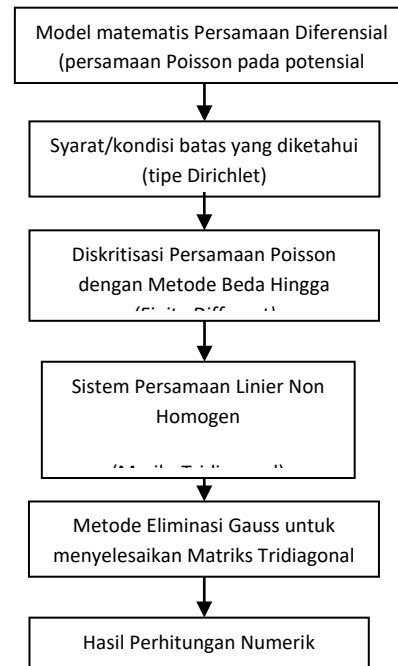 Model matematis Persamaan Diferensial
(persamaan Poisson pada potensial
Syarat/kondisi batas yang diketahui
(tipe Dirichlet)
Diskritisasi Persamaan Poisson
dengan Metode Beda Hingga
Sistem Persamaan Linier Non
Homogen
Metode Eliminasi Gauss untuk
menyelesaikan Matriks Tridiagonal
Hasil Perhitungan Numerik